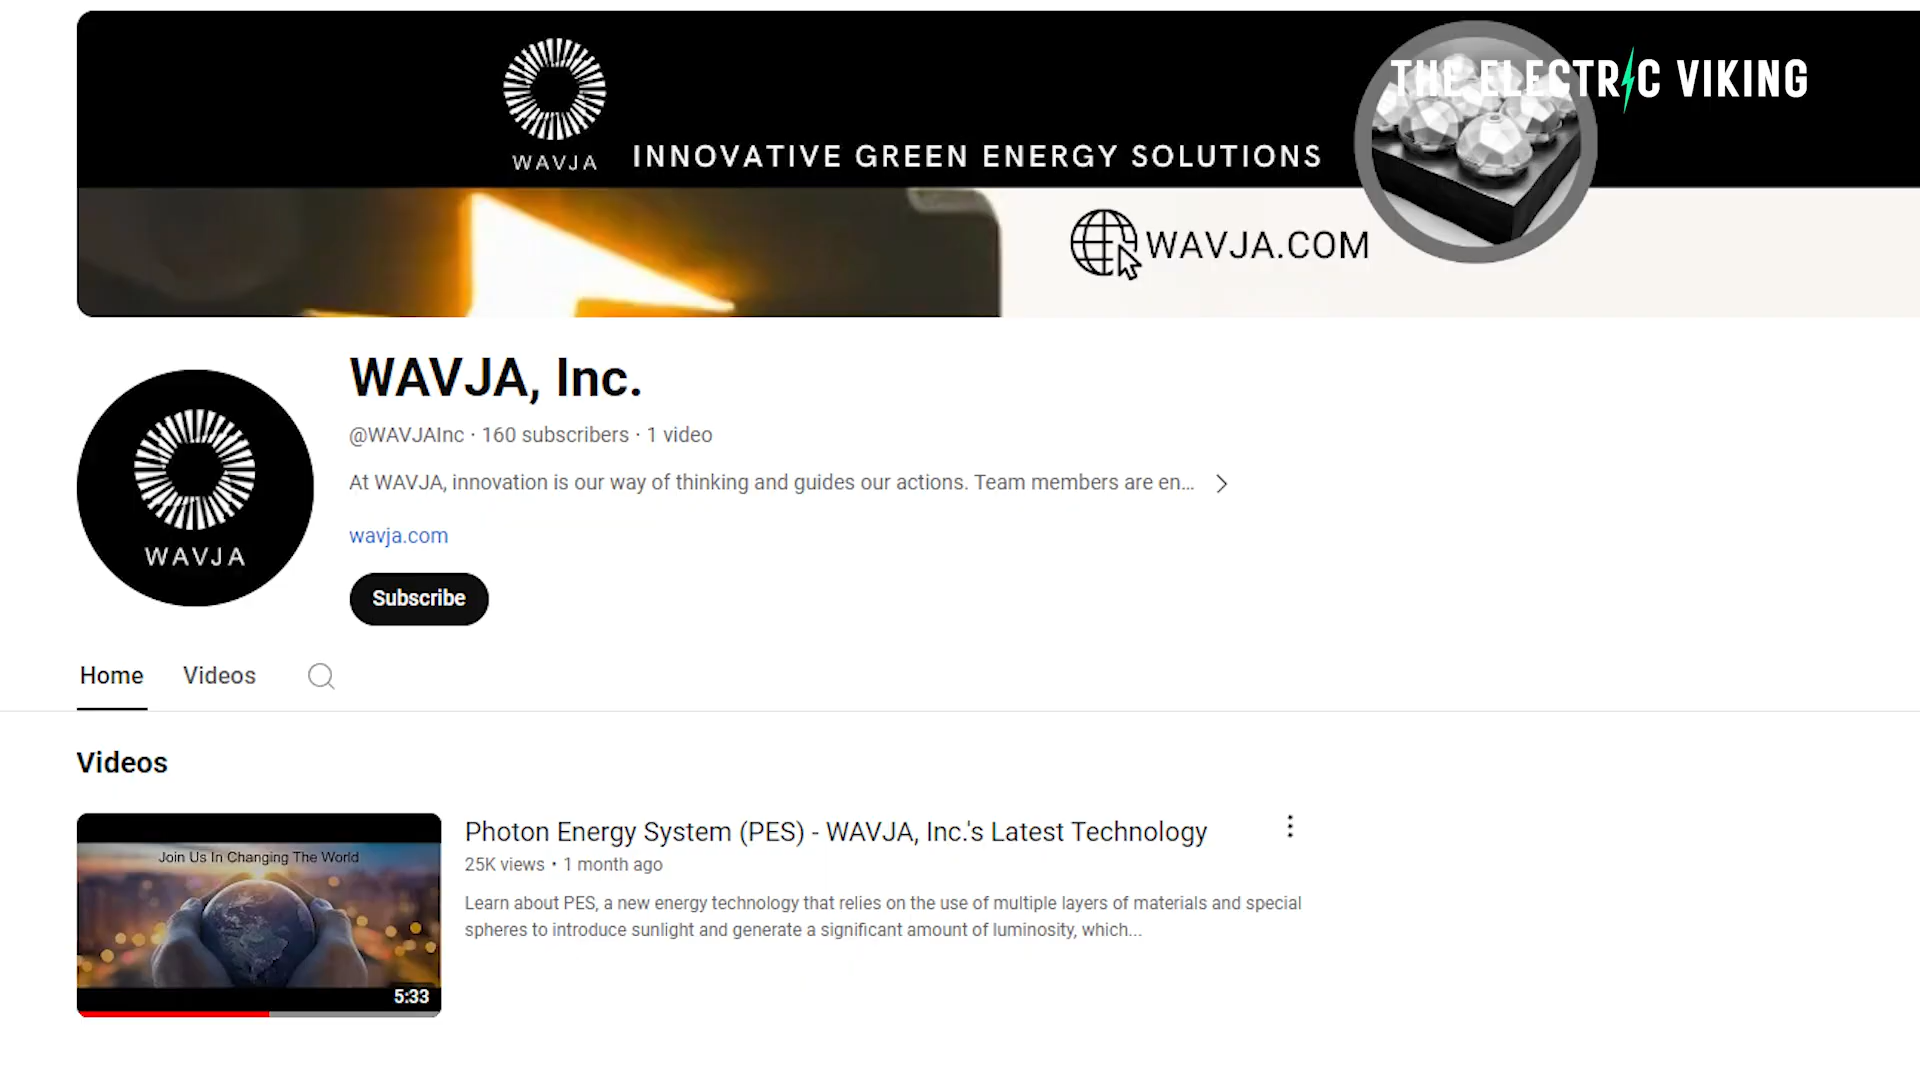 THE ELECTRIC VIKING
WAVJA
INNOVATIVE GREEN ENERGY SOLUTIONS
WAVJA.COM
WAVJA
WAVJA, Inc.
@WAVJAInc · 160 subscribers · 1 video
At WAVJA, innovation is our way of thinking and guides our actions. Team members are en...
wavja.com
Subscribe
Home Videos
Videos
Join Us In Changing The World
5:33
Photon Energy System (PES) - WAVJA, Inc.'s Latest Technology
25K views • 1 month ago
Learn about PES, a new energy technology that relies on the use of multiple layers of materials and special
spheres to introduce sunlight and generate a significant amount of luminosity, which...